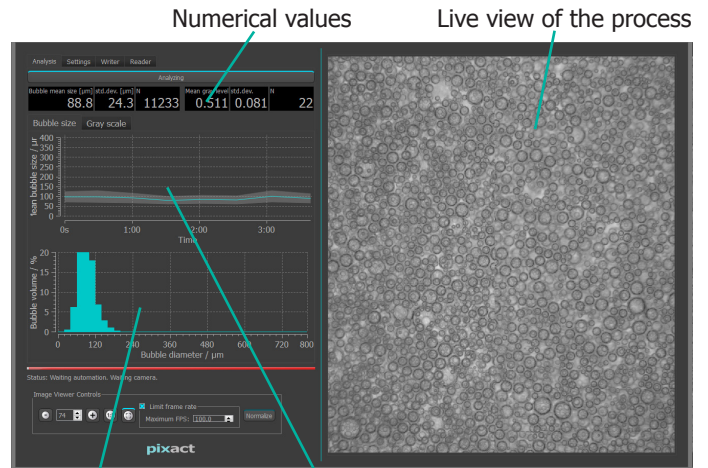 Numerical values Live view of the process
Analysis Settings Writer Reader
Analyzing
Bubble mean size [µm] std.dev. [µm] N Mean gray level std.dev. N
88.8 24.3 11233 0.511 0.081 22
Bubble size Gray scale
400
350
300
250
200
150
100
50
0
Mean bubble size / µr
0s 1:00 2:00 3:00
Time
20
15
10
5
0
Bubble volume / %
0 120 240 360 480 600 720 800
Bubble diameter / µm
Status: Waiting automation. Waiting camera.
Image Viewer Controls
74
Limit frame rate
Maximum FPS: 100.0
Normalize
pixact